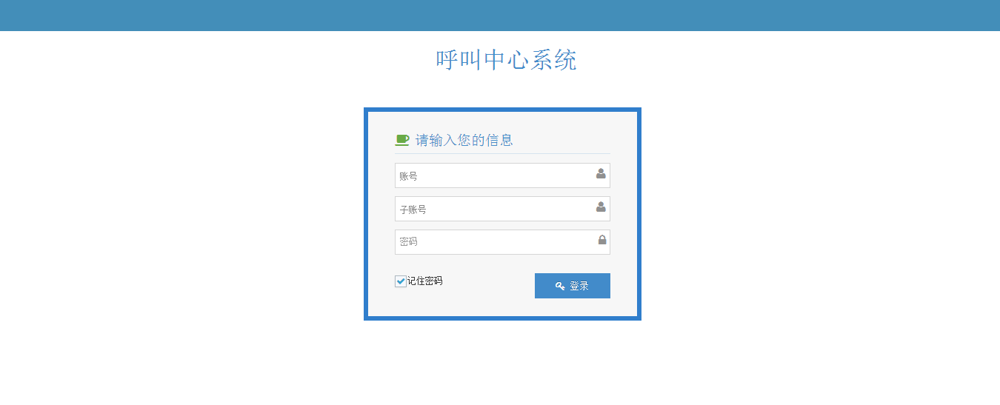 呼叫中心系统
请输入您的信息
账号
子账号
密码
记住密码
登录